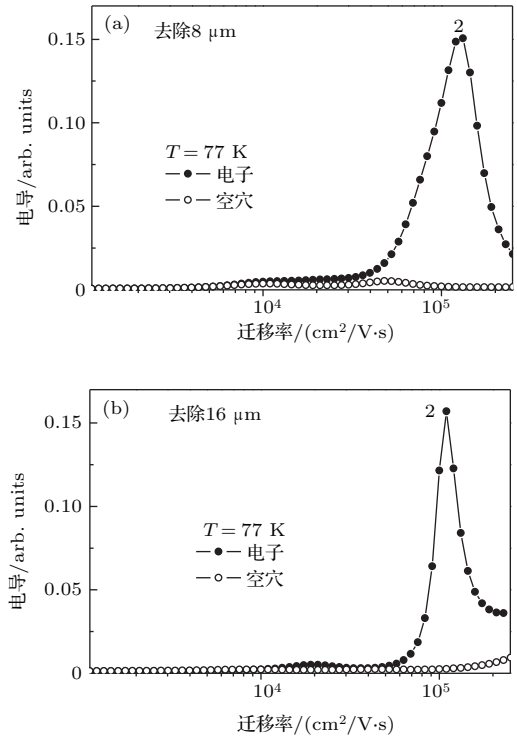 (a) 去除8 μm
2
0.15
0.10
0.05
0
电导/arb. units
T = 77 K
电子
空穴
10⁴ 10⁵
迁移率/(cm²/V·s)
(b) 去除16 μm
2
0.15
0.10
0.05
0
电导/arb. units
T = 77 K
电子
空穴
10⁴ 10⁵
迁移率/(cm²/V·s)